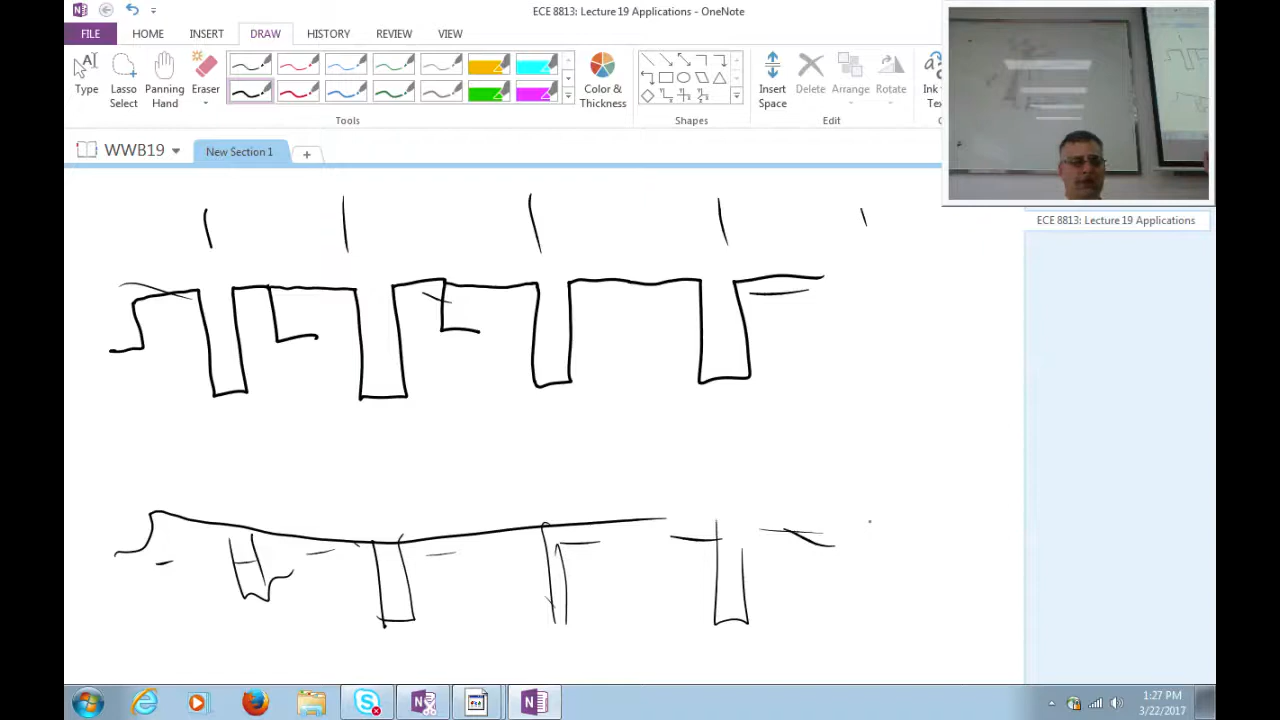 ECE 8813: Lecture 19 Applications - OneNote
FILE HOME INSERT DRAW HISTORY REVIEW VIEW
Type
Lasso Select
Panning Hand
Eraser
Color & Thickness
Insert Space
Delete
Arrange
Rotate
Ink to
Tools
Shapes
Edit
WWB19
New Section 1
ECE 8813: Lecture 19 Applications
1:27 PM
3/22/2017